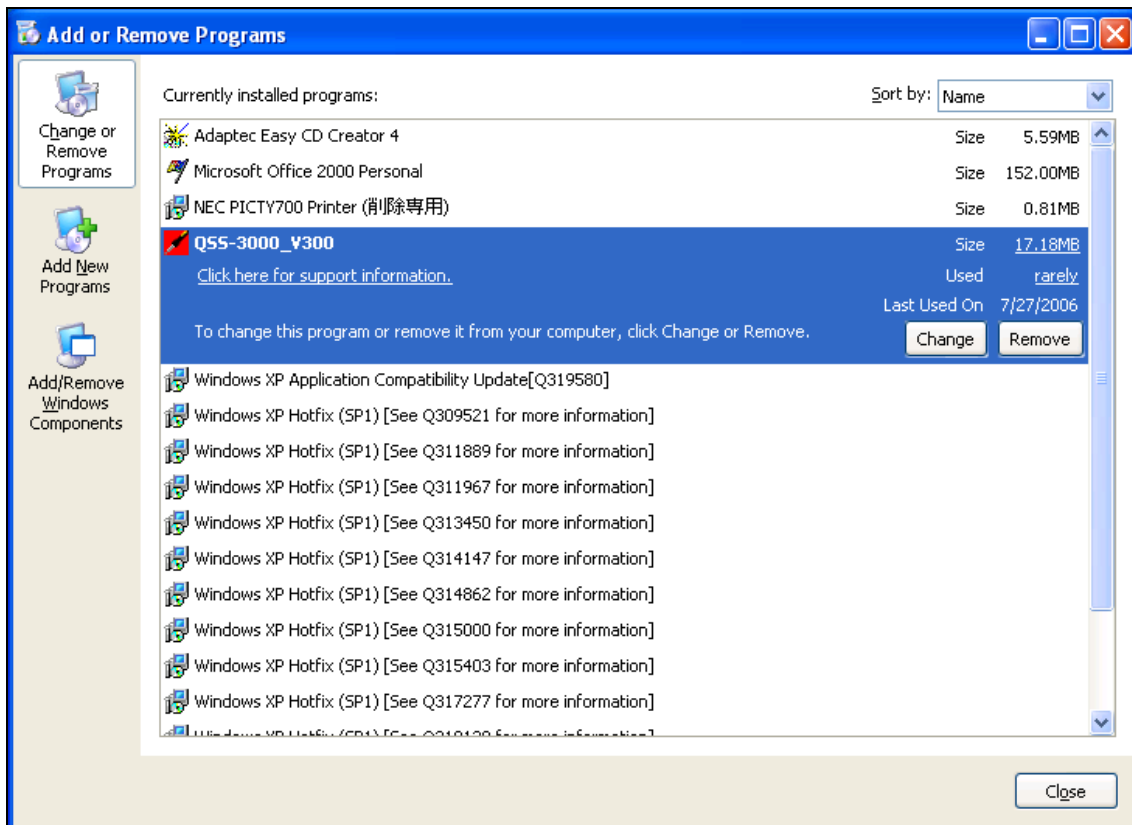 Add or Remove Programs
Change or
Remove
Programs
Add New
Programs
Add/Remove
Windows
Components
Currently installed programs:
Sort by: Name
Adaptec Easy CD Creator 4 Size 5.59MB
Microsoft Office 2000 Personal Size 152.00MB
NEC PICTY700 Printer (削除専用) Size 0.81MB
QSS-3000_V300 Size 17.18MB
Click here for support information. Used rarely
Last Used On 7/27/2006
To change this program or remove it from your computer, click Change or Remove. Change Remove
Windows XP Application Compatibility Update[Q319580]
Windows XP Hotfix (SP1) [See Q309521 for more information]
Windows XP Hotfix (SP1) [See Q311889 for more information]
Windows XP Hotfix (SP1) [See Q311967 for more information]
Windows XP Hotfix (SP1) [See Q313450 for more information]
Windows XP Hotfix (SP1) [See Q314147 for more information]
Windows XP Hotfix (SP1) [See Q314862 for more information]
Windows XP Hotfix (SP1) [See Q315000 for more information]
Windows XP Hotfix (SP1) [See Q315403 for more information]
Windows XP Hotfix (SP1) [See Q317277 for more information]
Close